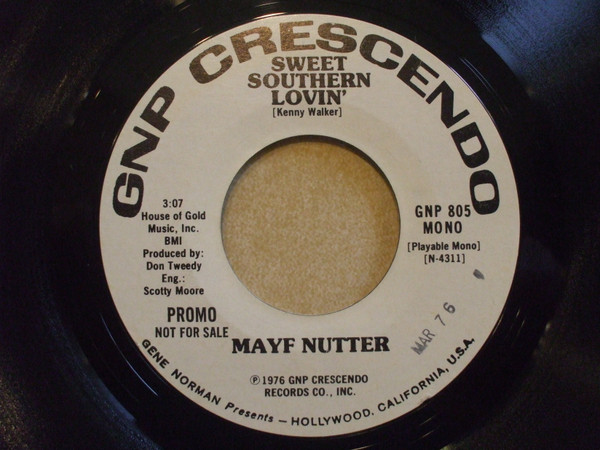 GNP CRESCENDO
SWEET
SOUTHERN
LOVIN'
[Kenny Walker]
3:07
House of Gold
Music, Inc.
BMI
Produced by:
Don Tweedy
Eng.:
Scotty Moore
PROMO
NOT FOR SALE
GNP 805
MONO
[Playable Mono]
[N-4311]
MAR 76
MAYF NUTTER
Ⓟ 1976 GNP CRESCENDO
RECORDS CO., INC.
GENE NORMAN Presents — HOLLYWOOD, CALIFORNIA, U.S.A.